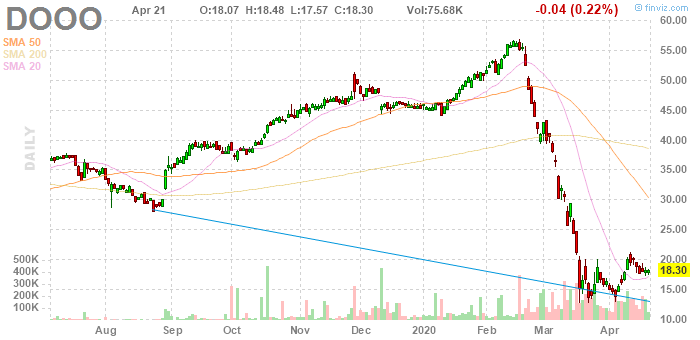 DOOO Apr 21 O:18.07 H:18.48 L:17.57 C:18.30 Vol:75.68K -0.04 (0.22%)
© finviz.com
SMA 50
SMA 200
SMA 20
DAILY
60.00
55.00
50.00
45.00
40.00
35.00
30.00
25.00
20.00
18.30
15.00
10.00
500K
400K
300K
200K
100K
Aug Sep Oct Nov Dec 2020 Feb Mar Apr